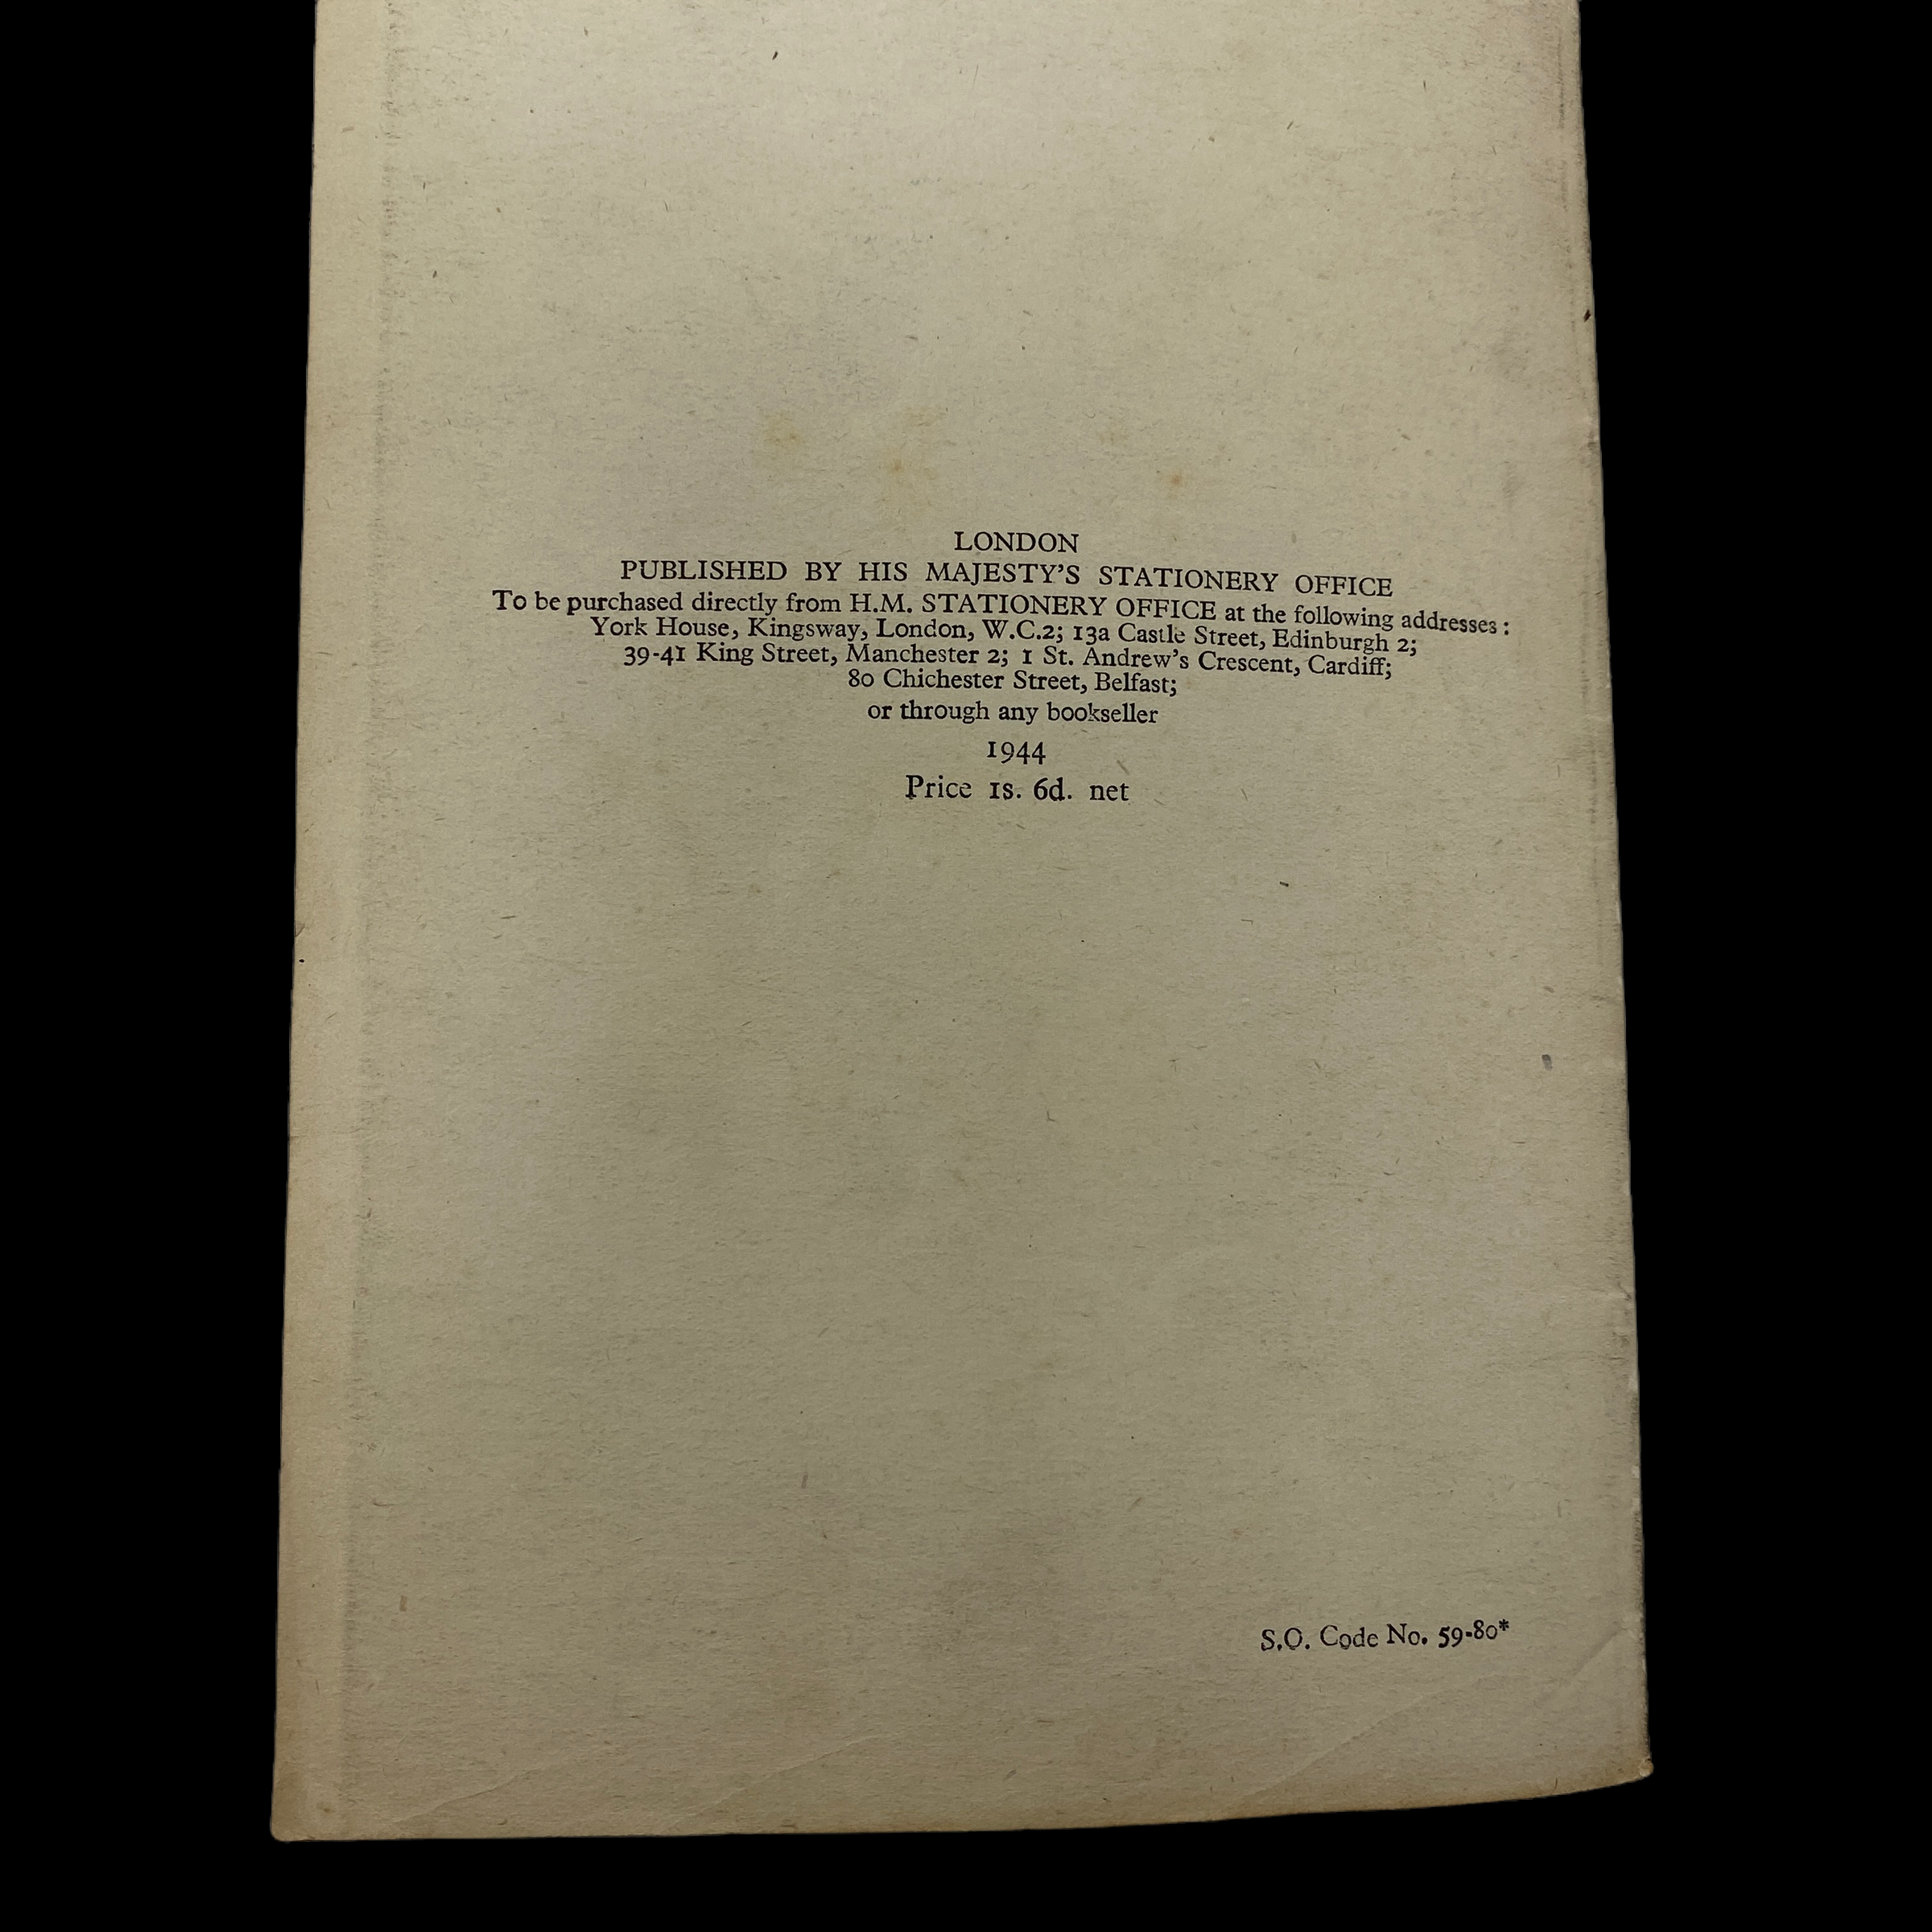 LONDON
PUBLISHED BY HIS MAJESTY'S STATIONERY OFFICE
To be purchased directly from H.M. STATIONERY OFFICE at the following addresses :
York House, Kingsway, London, W.C.2; 13a Castle Street, Edinburgh 2;
39-41 King Street, Manchester 2; 1 St. Andrew's Crescent, Cardiff;
80 Chichester Street, Belfast;
or through any bookseller
1944
Price 1s. 6d. net
S.O. Code No. 59-80*